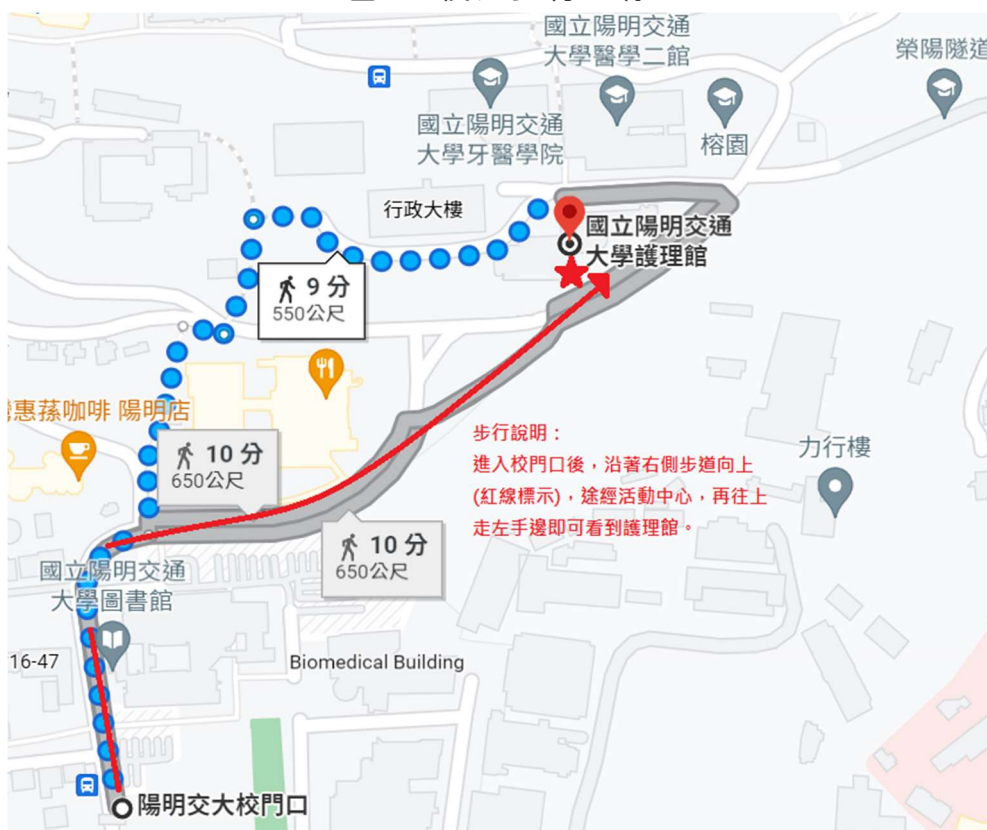 國立陽明交通
大學醫學二館
榮陽隧道
國立陽明交通
大學牙醫學院
榕園
行政大樓
國立陽明交通
大學護理館
9 分
550公尺
惠蓀咖啡 陽明店
10 分
650公尺
步行說明：
進入校門口後，沿著右側步道向上
(紅線標示)，途經活動中心，再往上
走左手邊即可看到護理館。
力行樓
10 分
650公尺
國立陽明交通
大學圖書館
16-47
Biomedical Building
陽明交大校門口